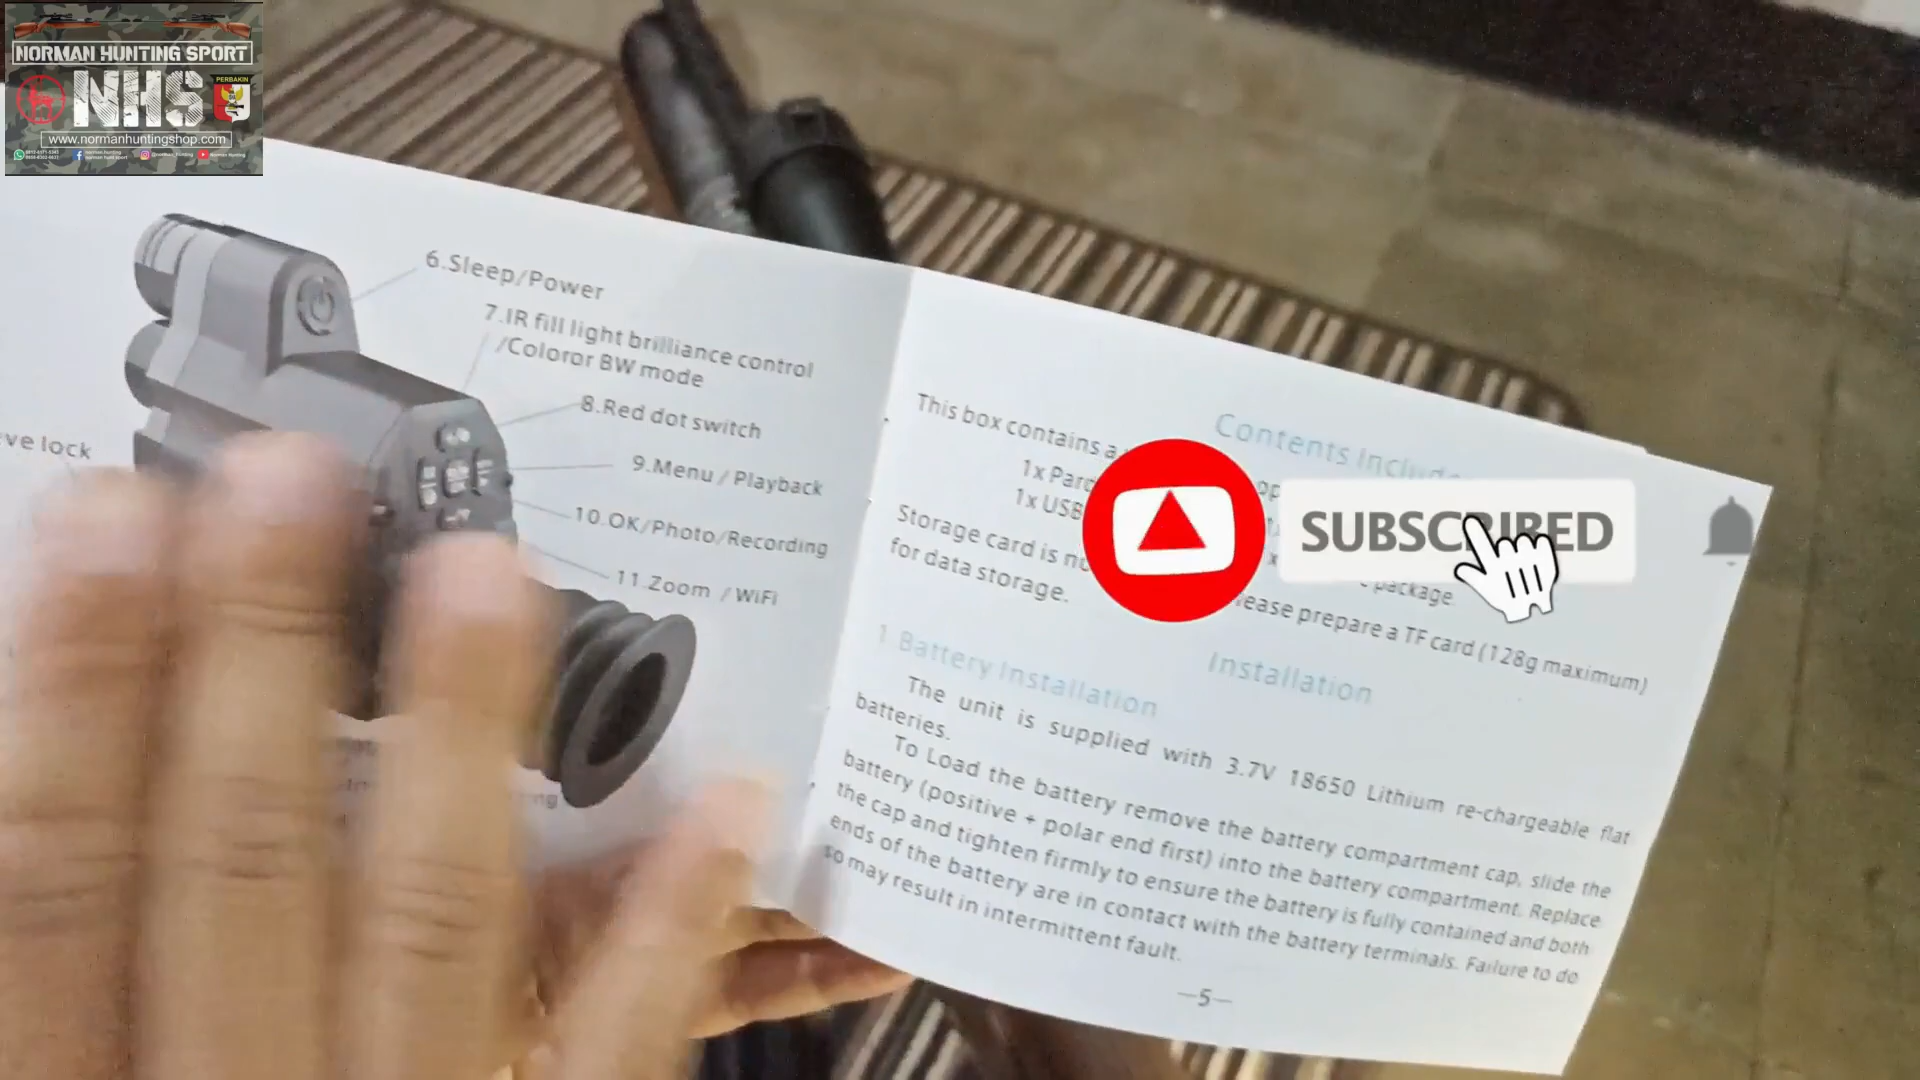 NORMAN HUNTING SPORT
NHS
PERBAKIN
www.normanhuntingshop.com
6.Sleep/Power
7.IR fill light brilliance control
/Coloror BW mode
8.Red dot switch
9.Menu / Playback
10.OK/Photo/Recording
11.Zoom / WiFi
lock
Contents
This box contains a
1x
1x USB
package.
Storage card is
Please prepare a TF card (128g maximum)
for data storage.
Installation
1 Battery Installation
The unit is supplied with 3.7V 18650 Lithium re-chargeable flat
batteries.
To Load the battery remove the battery compartment cap, slide the
battery (positive + polar end first) into the battery compartment. Replace
the cap and tighten firmly to ensure the battery is fully contained and both
ends of the battery are in contact with the battery terminals. Failure to do
so may result in intermittent fault.
—5—
SUBSCRIBED